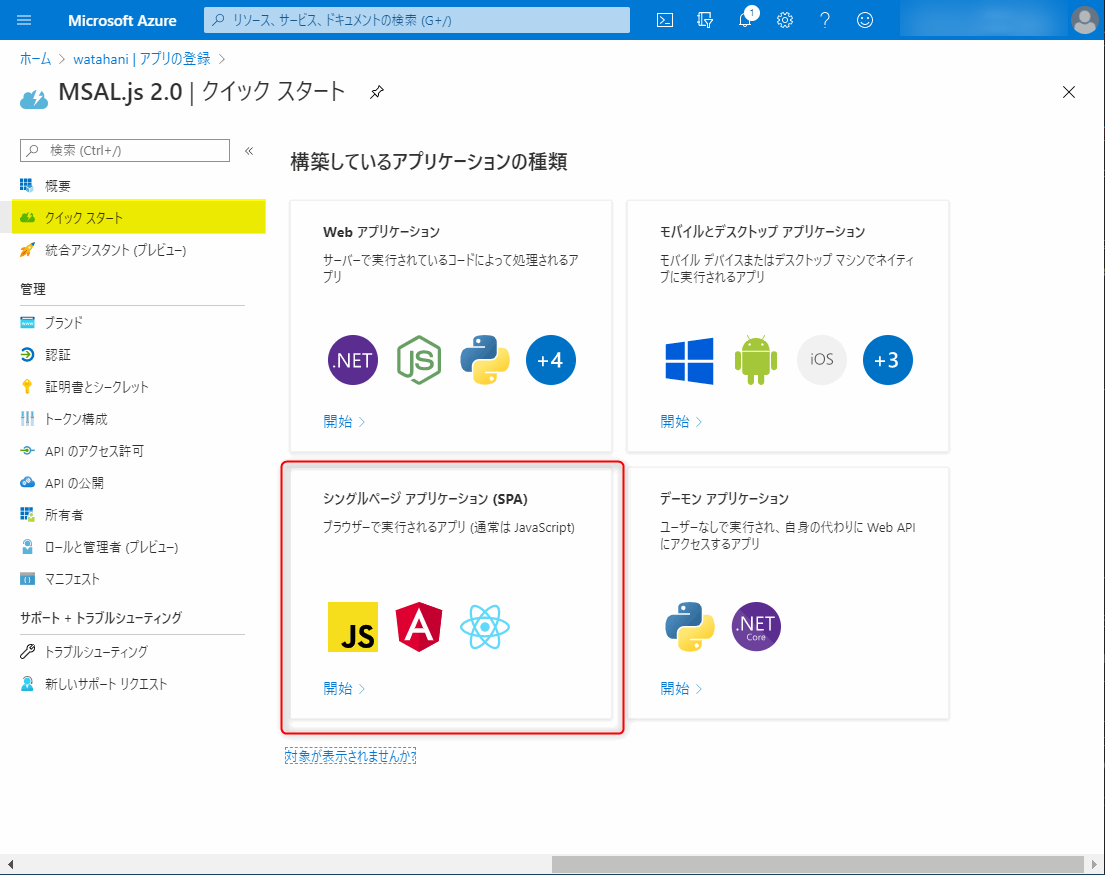 Microsoft Azure
リソース、サービス、ドキュメントの検索 (G+/)
1
ホーム > watahani | アプリの登録 >
MSAL.js 2.0 | クイック スタート
検索 (Ctrl+/)
«
概要
クイック スタート
統合アシスタント (プレビュー)
管理
ブランド
認証
証明書とシークレット
トークン構成
API のアクセス許可
API の公開
所有者
ロールと管理者 (プレビュー)
マニフェスト
サポート + トラブルシューティング
トラブルシューティング
新しいサポート リクエスト
構築しているアプリケーションの種類
Web アプリケーション
サーバーで実行されているコードによって処理されるア
プリ
.NET
JS
+4
開始 >
モバイルとデスクトップ アプリケーション
モバイル デバイスまたはデスクトップ マシンでネイティ
ブに実行されるアプリ
iOS
+3
開始 >
シングルページ アプリケーション (SPA)
ブラウザーで実行されるアプリ (通常は JavaScript)
JS
A
開始 >
デーモン アプリケーション
ユーザーなしで実行され、自身の代わりに Web API
にアクセスするアプリ
.NET
Core
開始 >
対象が表示されませんか?